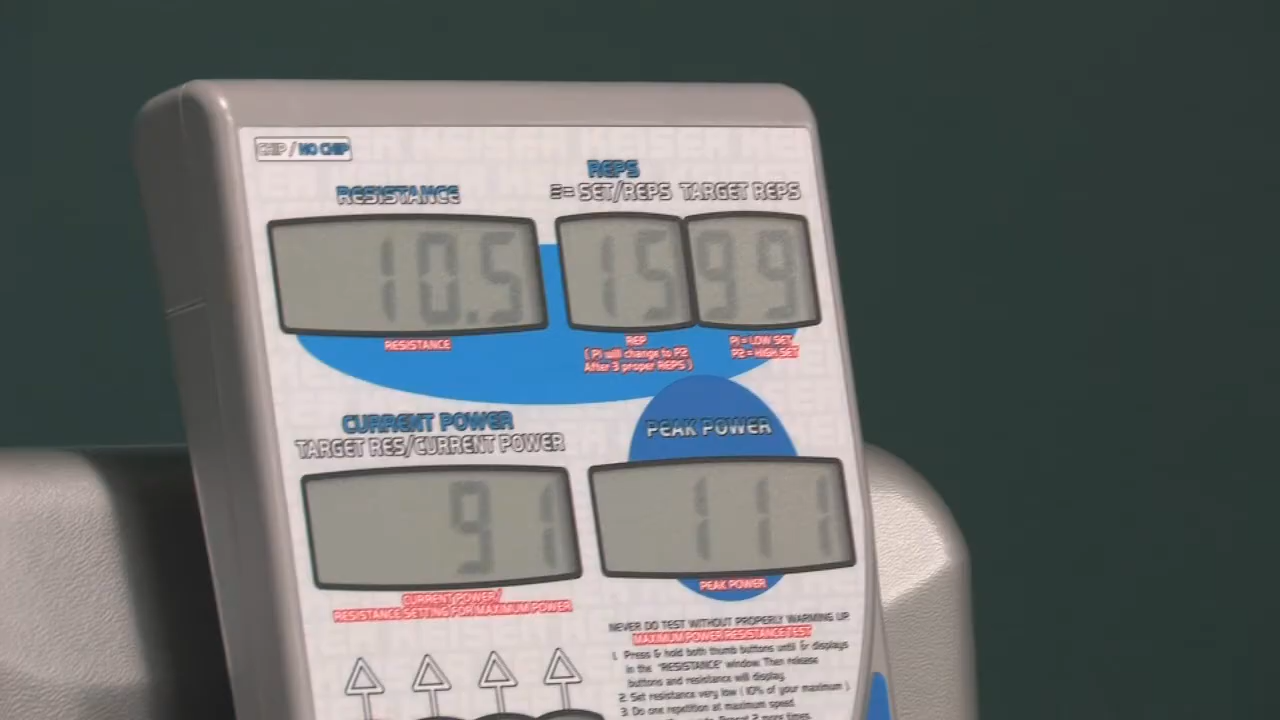 CHIP / NO CHIP
RESISTANCE
REPS
SET/REPS TARGET REPS
10.5
15
99
RESISTANCE
REP
( P1 will change to P2
After 3 proper REPS )
P1 = LOW SET
P2 = HIGH SET
CURRENT POWER
TARGET RES/CURRENT POWER
PEAK POWER
91
111
CURRENT POWER/
RESISTANCE SETTING FOR MAXIMUM POWER
PEAK POWER
NEVER DO TEST WITHOUT PROPERLY WARMING UP
MAXIMUM POWER RESISTANCE TEST
1. Press & hold both thumb buttons until displays
in the "RESISTANCE" window. Then release
buttons and resistance will display.
2. Set resistance very low ( 10% of your maximum ).
3. Do one repetition at maximum speed.
Repeat 2 more times.